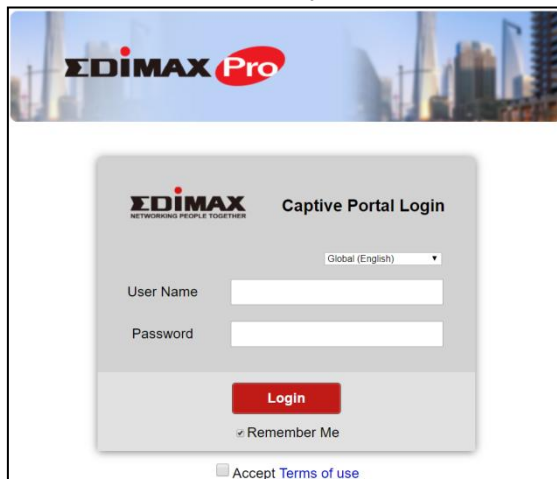 EDIMAX Pro
EDIMAX
NETWORKING PEOPLE TOGETHER
Captive Portal Login
Global (English)
User Name
Password
Login
Remember Me
Accept Terms of use